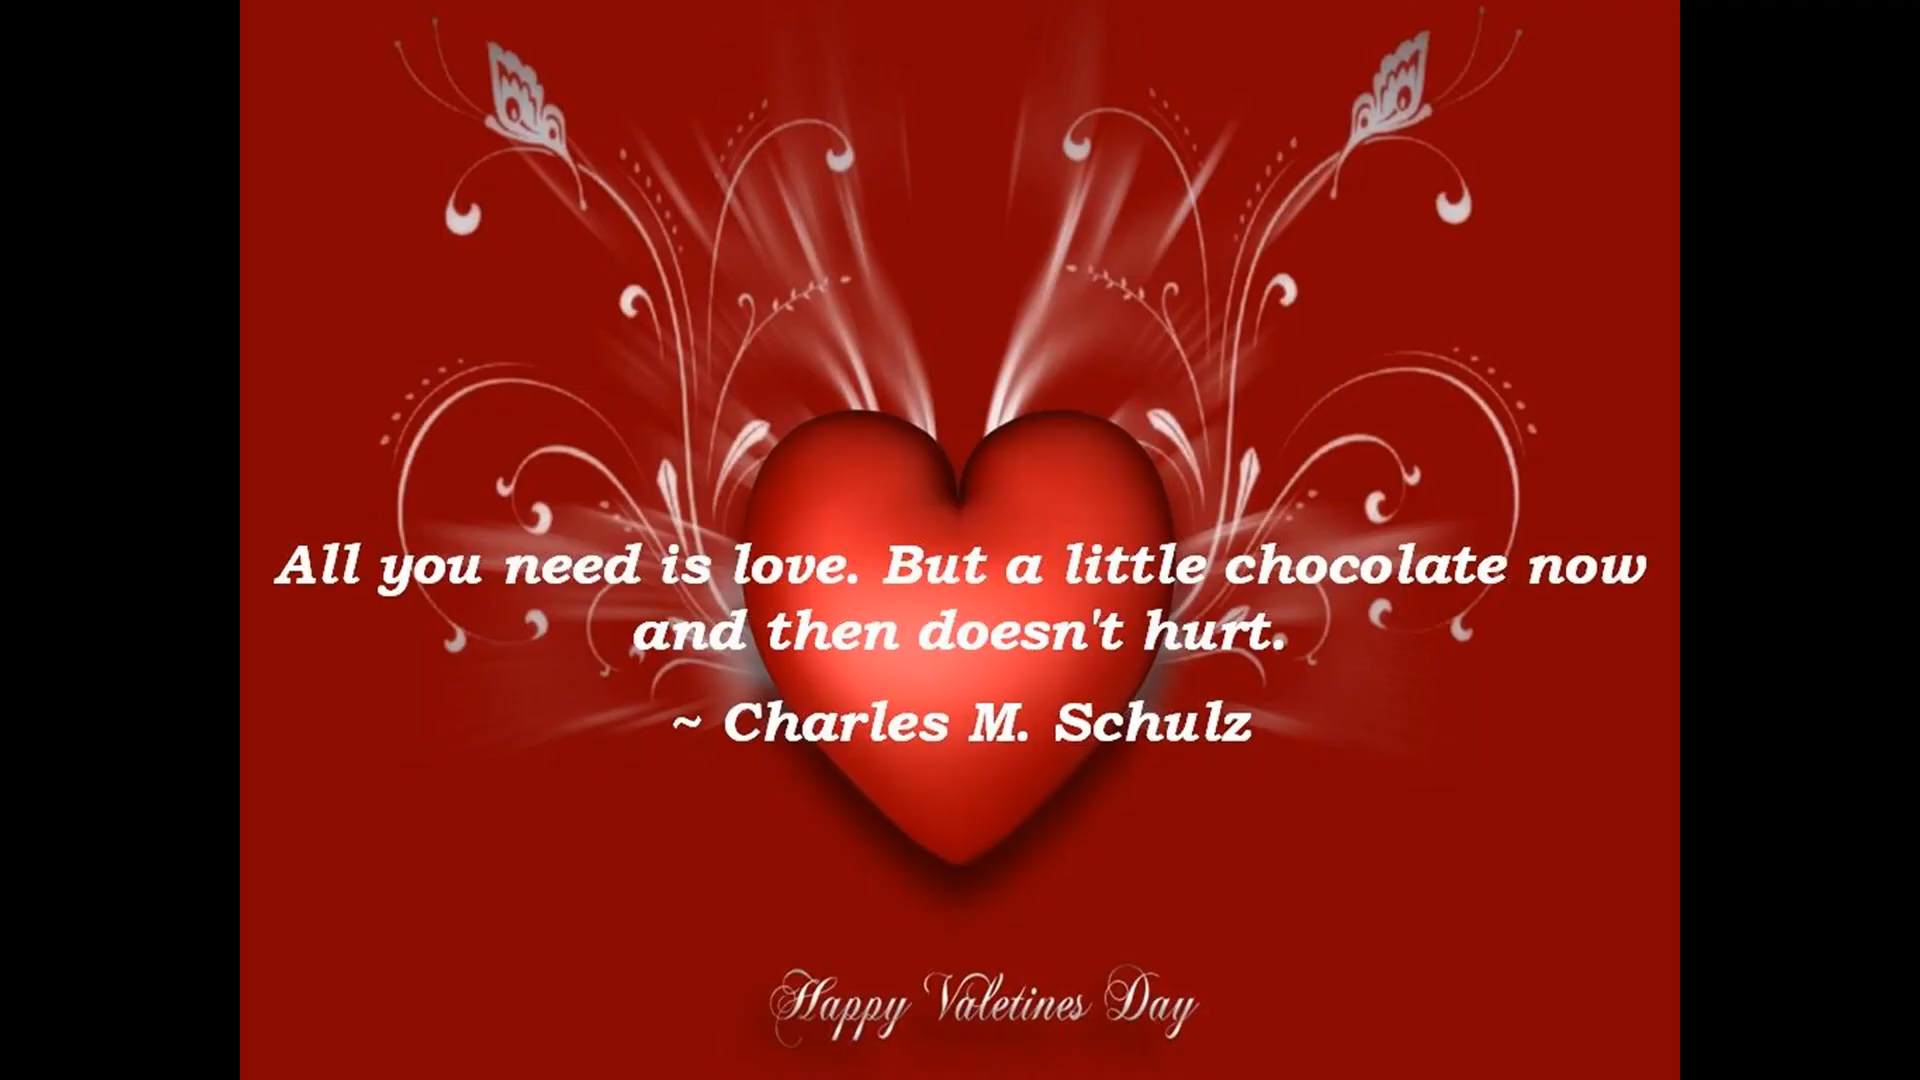 All you need is love. But a little chocolate now
and then doesn't hurt.
~ Charles M. Schulz
Happy Valetines Day